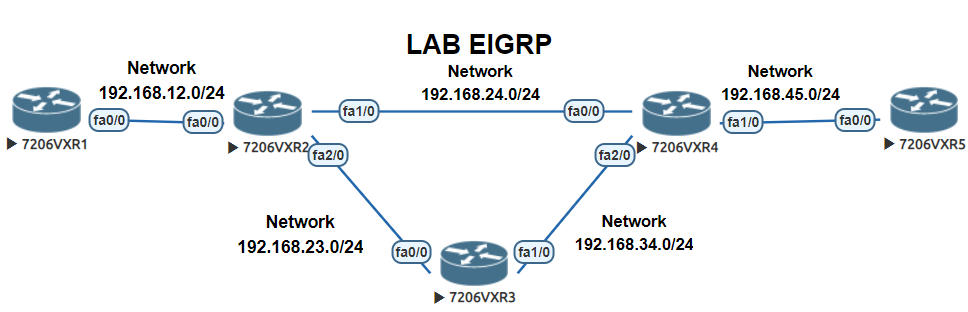 LAB EIGRP
Network
192.168.12.0/24
Network
192.168.24.0/24
Network
192.168.45.0/24
fa0/0
fa0/0
fa1/0
fa0/0
fa1/0
fa0/0
7206VXR1
7206VXR2
7206VXR4
7206VXR5
fa2/0
fa2/0
Network
192.168.23.0/24
Network
192.168.34.0/24
fa0/0
fa1/0
7206VXR3